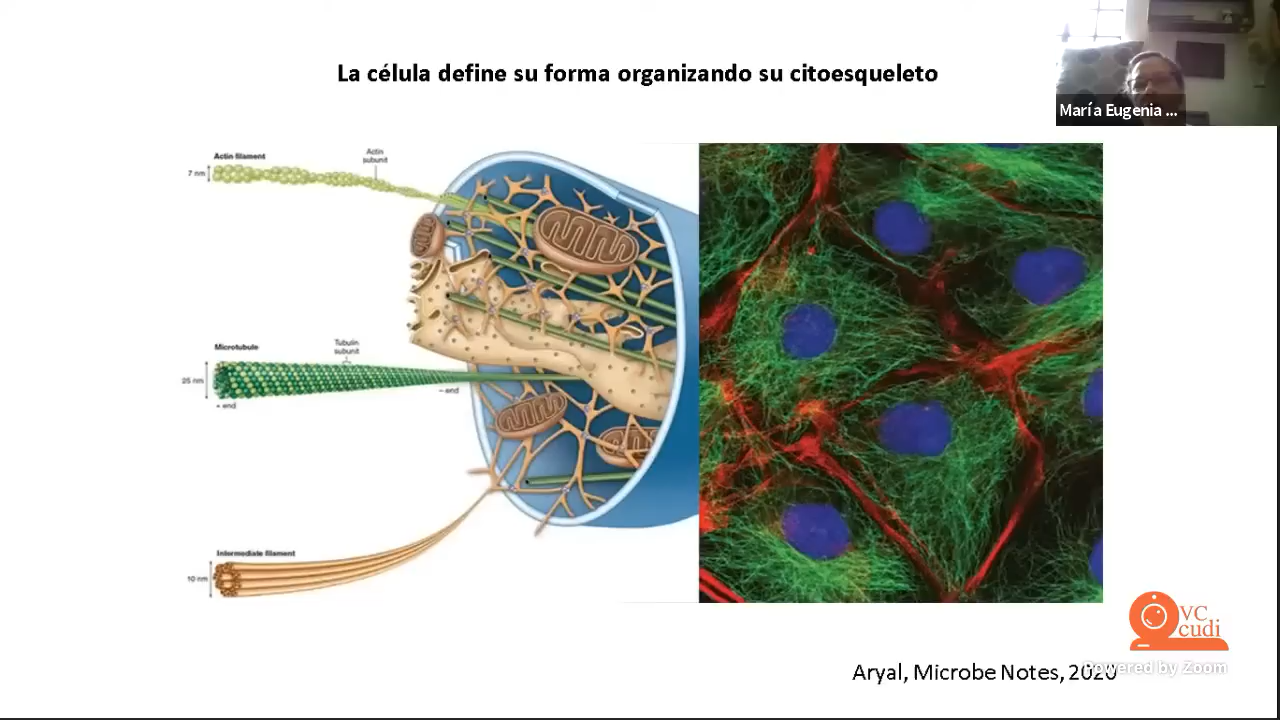 La célula define su forma organizando su citoesqueleto
María Eugenia ...
Actin filament
Actin
subunit
7 nm
Microtubule
Tubulin
subunit
25 nm
+ end
– end
Intermediate filament
10 nm
VC
cudi
Aryal, Microbe Notes, 2020
Powered by Zoom